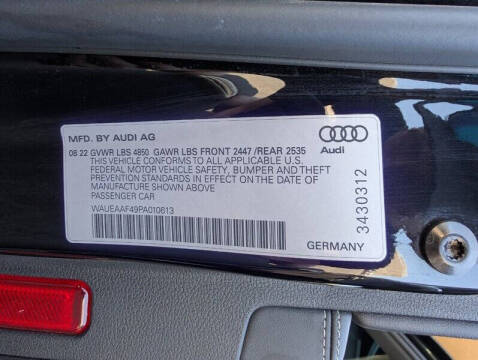 MFD. BY AUDI AG
08 22 GVWR LBS 4850 GAWR LBS FRONT 2447 /REAR 2535
THIS VEHICLE CONFORMS TO ALL APPLICABLE U.S.
FEDERAL MOTOR VEHICLE SAFETY, BUMPER AND THEFT
PREVENTION STANDARDS IN EFFECT ON THE DATE OF
MANUFACTURE SHOWN ABOVE
PASSENGER CAR
WAUEAAF49PA010613
GERMANY
Audi
3430312